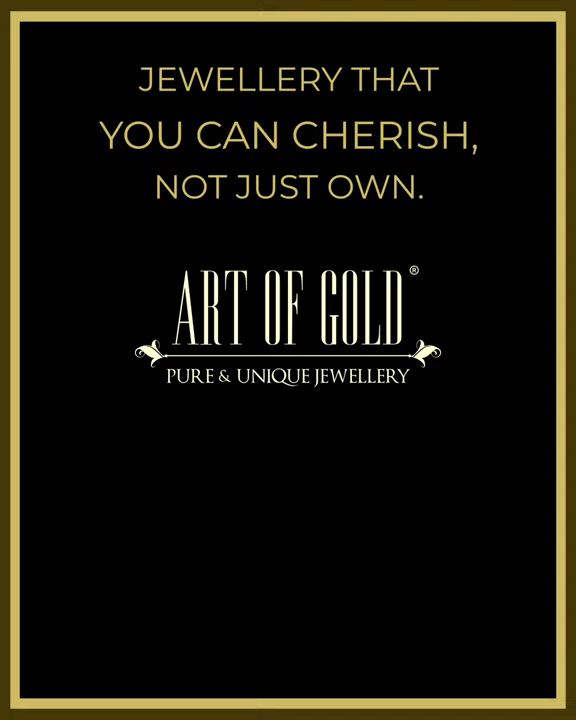 JEWELLERY THAT
YOU CAN CHERISH,
NOT JUST OWN.
ART OF GOLD®
PURE & UNIQUE JEWELLERY